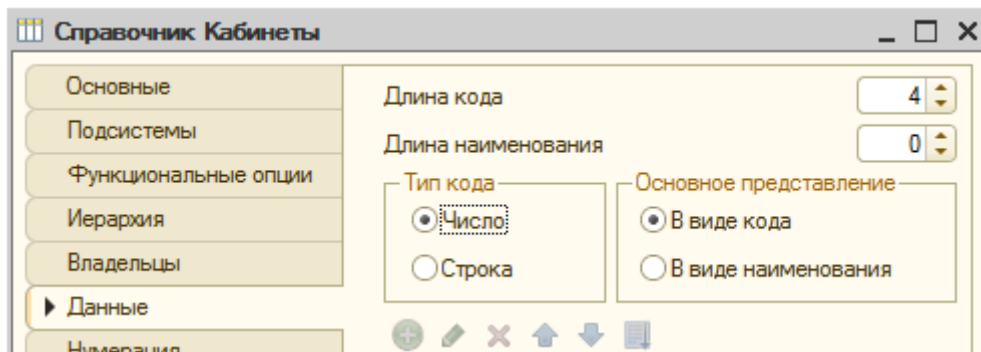 Справочник Кабинеты
Основные
Подсистемы
Функциональные опции
Иерархия
Владельцы
Данные
Нумерация
Длина кода 4
Длина наименования 0
Тип кода
Число
Строка
Основное представление
В виде кода
В виде наименования